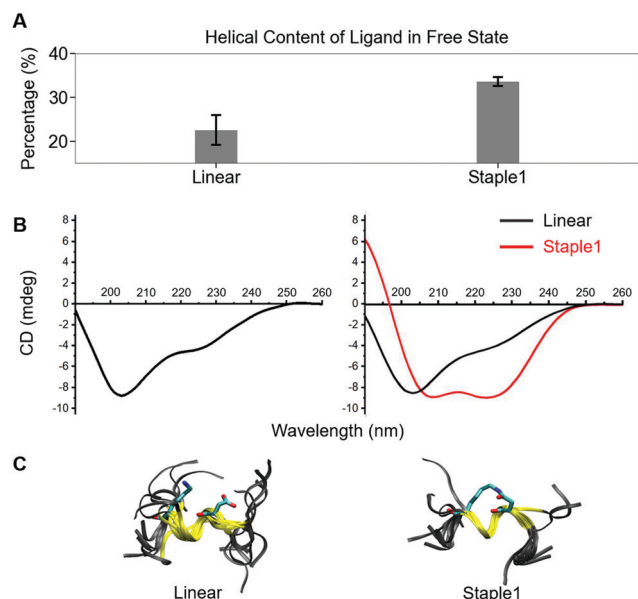 A
Helical Content of Ligand in Free State
Percentage (%)
40
30
20
Linear
Staple1
B
CD (mdeg)
8
6
4
2
0
-2
-4
-6
-8
-10
200 210 220 230 240 250 260
8
6
4
2
0
-2
-4
-6
-8
-10
200 210 220 230 240 250 260
Linear
Staple1
Wavelength (nm)
C
Linear
Staple1